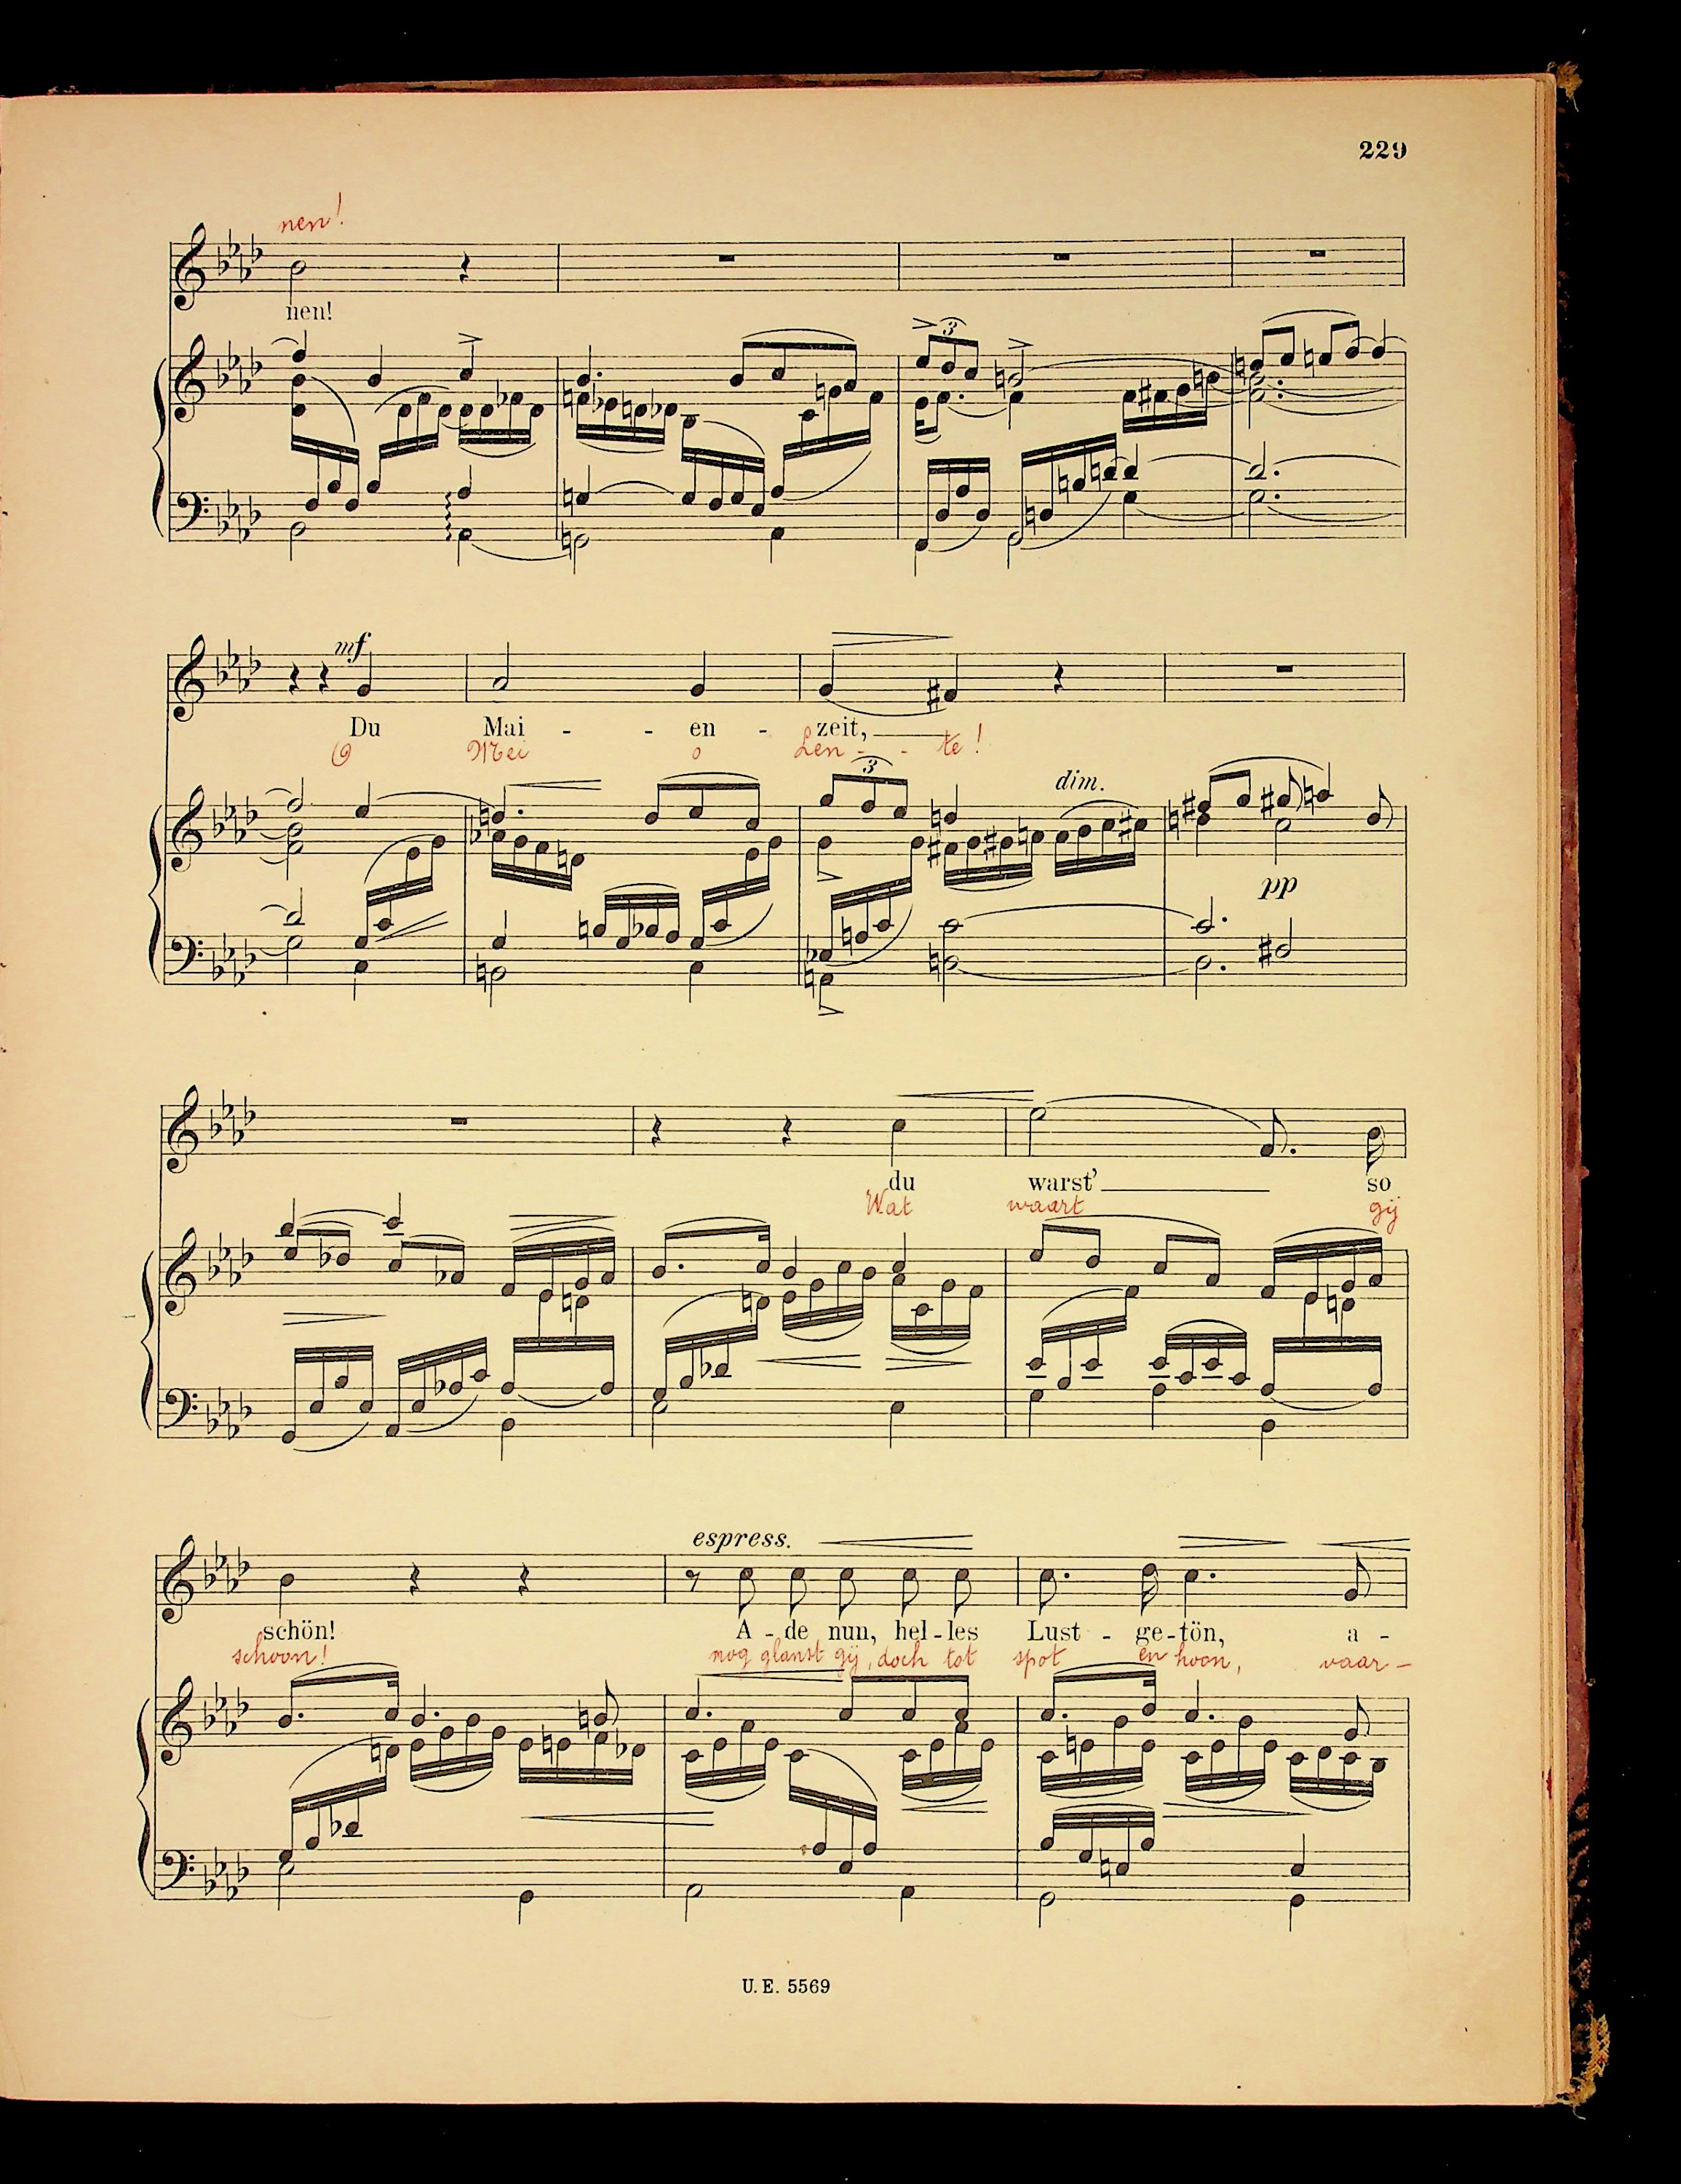 229
nen!
nen!
3
mf
Du Mai - - en - zeit,
O Mei o Len - - te!
3
dim.
pp
du warst' so
Wat waart gij
espress.
schön! A - de nun, hel - les Lust - ge - tön, a -
schoon! nog glanst gij, doch tot spot en hoon, vaar -
U. E. 5569